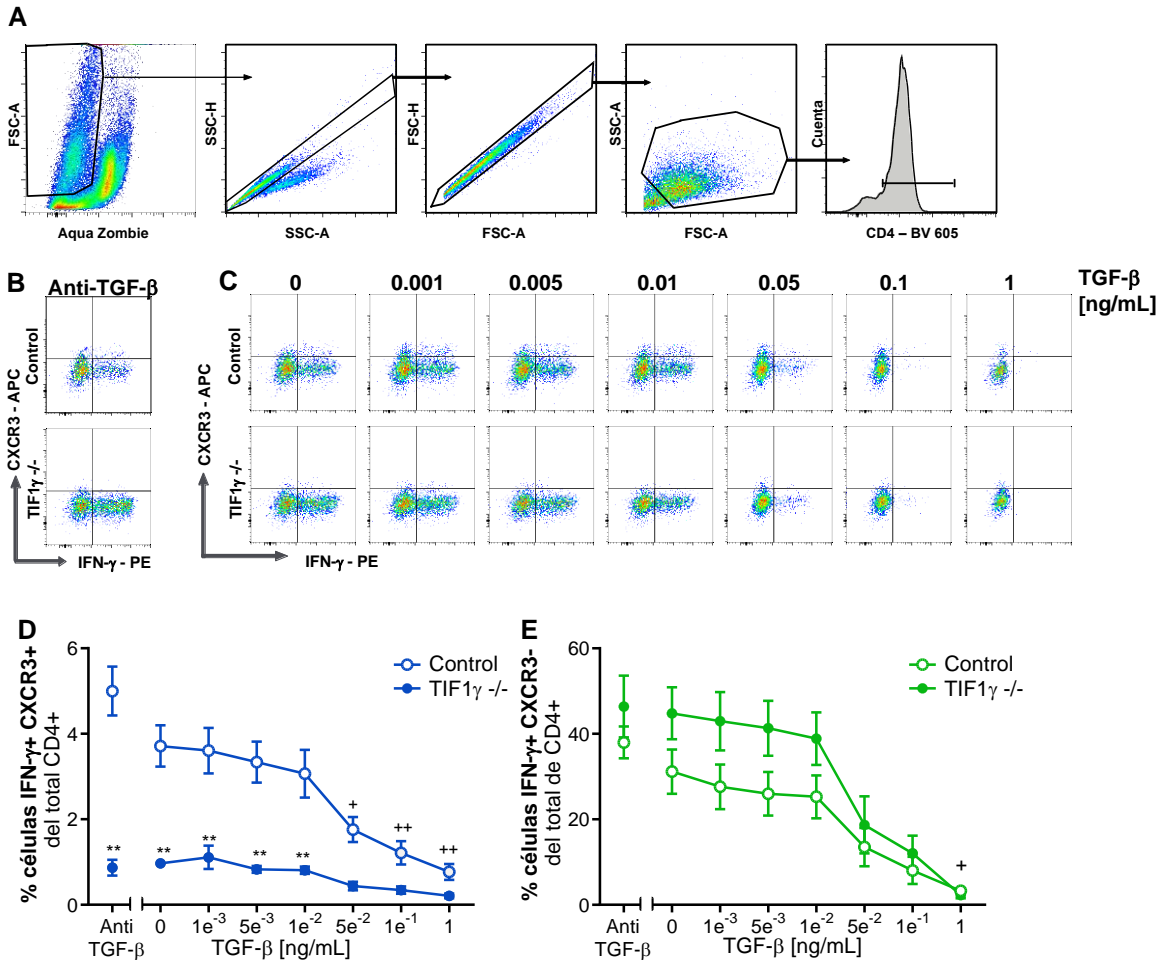 A
FSC-A
Aqua Zombie
SSC-H
SSC-A
FSC-H
FSC-A
SSC-A
FSC-A
Cuenta
CD4 – BV 605
B
Anti-TGF-β
Control
TIF1γ -/-
CXCR3 - APC
IFN-γ - PE
C
0 0.001 0.005 0.01 0.05 0.1 1
TGF-β
[ng/mL]
Control
TIF1γ -/-
CXCR3 - APC
IFN-γ - PE
D
% células IFN-γ+ CXCR3+
del total CD4+
6
4
2
0
Control
TIF1γ -/-
** ** ** ** ** + ++ ++
Anti
TGF-β
0 1e-3 5e-3 1e-2 5e-2 1e-1 1
TGF-β [ng/mL]
E
% células IFN-γ+ CXCR3-
del total de CD4+
60
40
20
0
Control
TIF1γ -/-
+
Anti
TGF-β
0 1e-3 5e-3 1e-2 5e-2 1e-1 1
TGF-β [ng/mL]